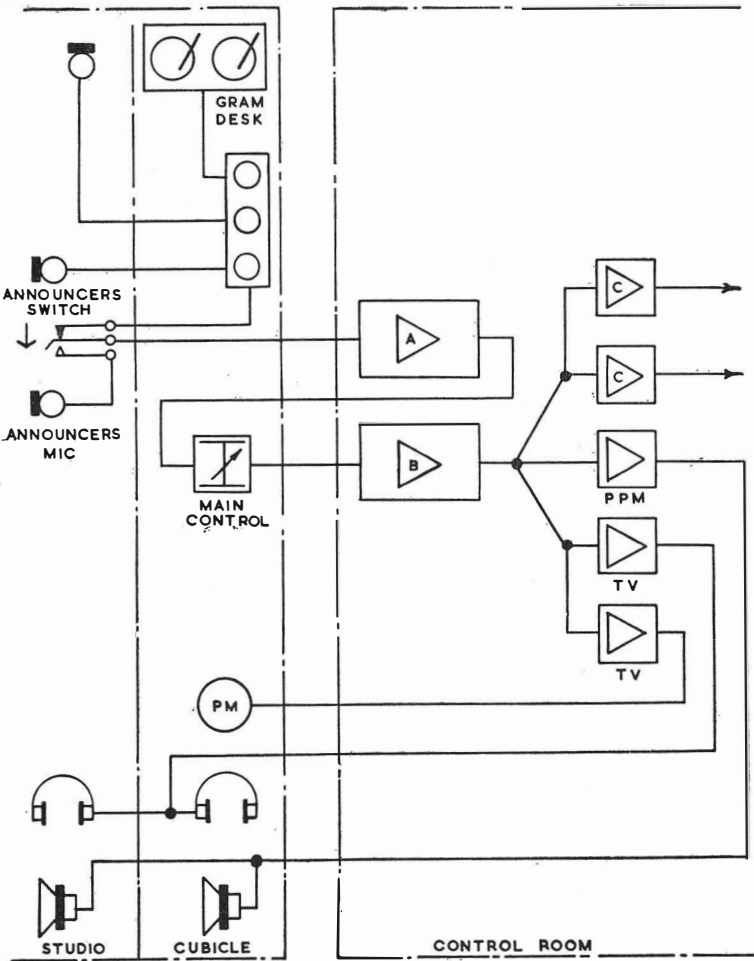 GRAM
DESK
ANNOUNCERS
SWITCH
A
C
C
ANNOUNCERS
MIC
B
MAIN
CONTROL
PPM
TV
TV
PM
STUDIO
CUBICLE
CONTROL ROOM